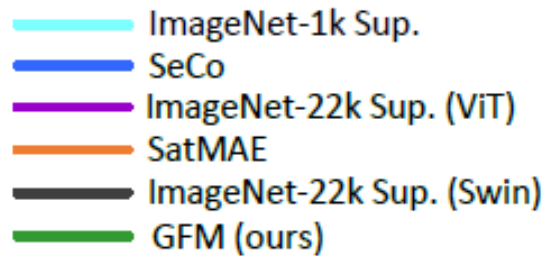 ImageNet-1k Sup.
SeCo
ImageNet-22k Sup. (ViT)
SatMAE
ImageNet-22k Sup. (Swin)
GFM (ours)